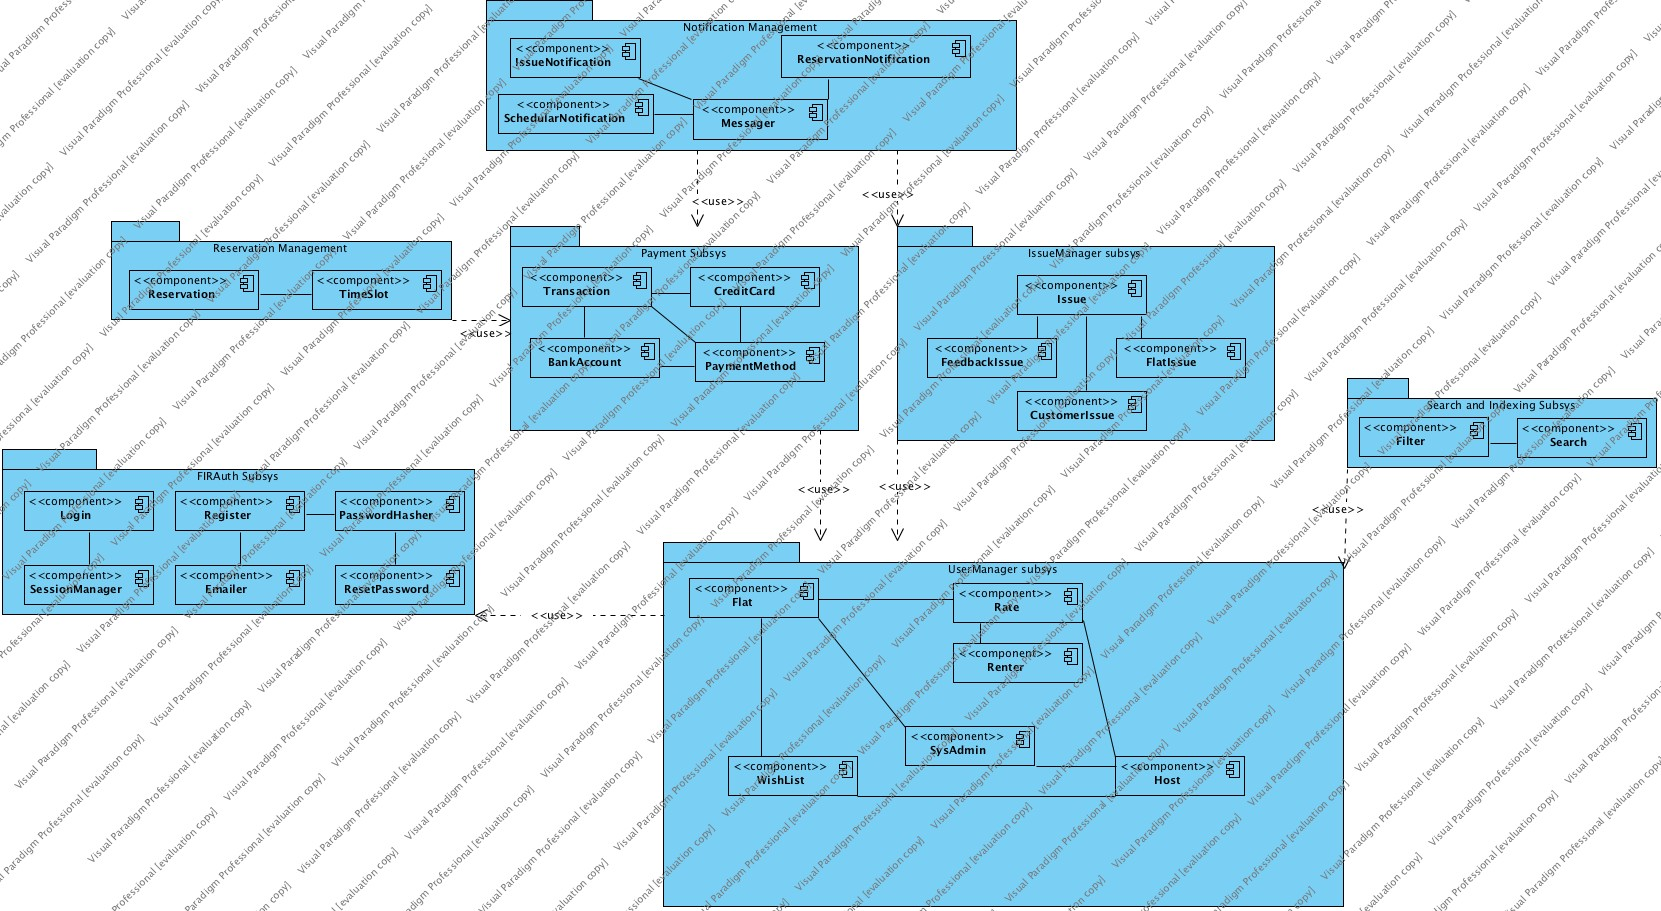 Notification Management
<<component>>
IssueNotification
<<component>>
ReservationNotification
<<component>>
SchedularNotification
<<component>>
Messager
<<use>>
<<use>>
Reservation Management
<<component>>
Reservation
<<component>>
TimeSlot
<<use>>
Payment Subsys
<<component>>
Transaction
<<component>>
CreditCard
<<component>>
BankAccount
<<component>>
PaymentMethod
IssueManager subsys
<<component>>
Issue
<<component>>
FeedbackIssue
<<component>>
FlatIssue
<<component>>
CustomerIssue
Search and Indexing Subsys
<<component>>
Filter
<<component>>
Search
<<use>>
<<use>>
<<use>>
FIRAuth Subsys
<<component>>
Login
<<component>>
Register
<<component>>
PasswordHasher
<<component>>
SessionManager
<<component>>
Emailer
<<component>>
ResetPassword
<<use>>
UserManager subsys
<<component>>
Flat
<<component>>
Rate
<<component>>
Renter
<<component>>
SysAdmin
<<component>>
WishList
<<component>>
Host
Visual Paradigm Professional [evaluation copy]